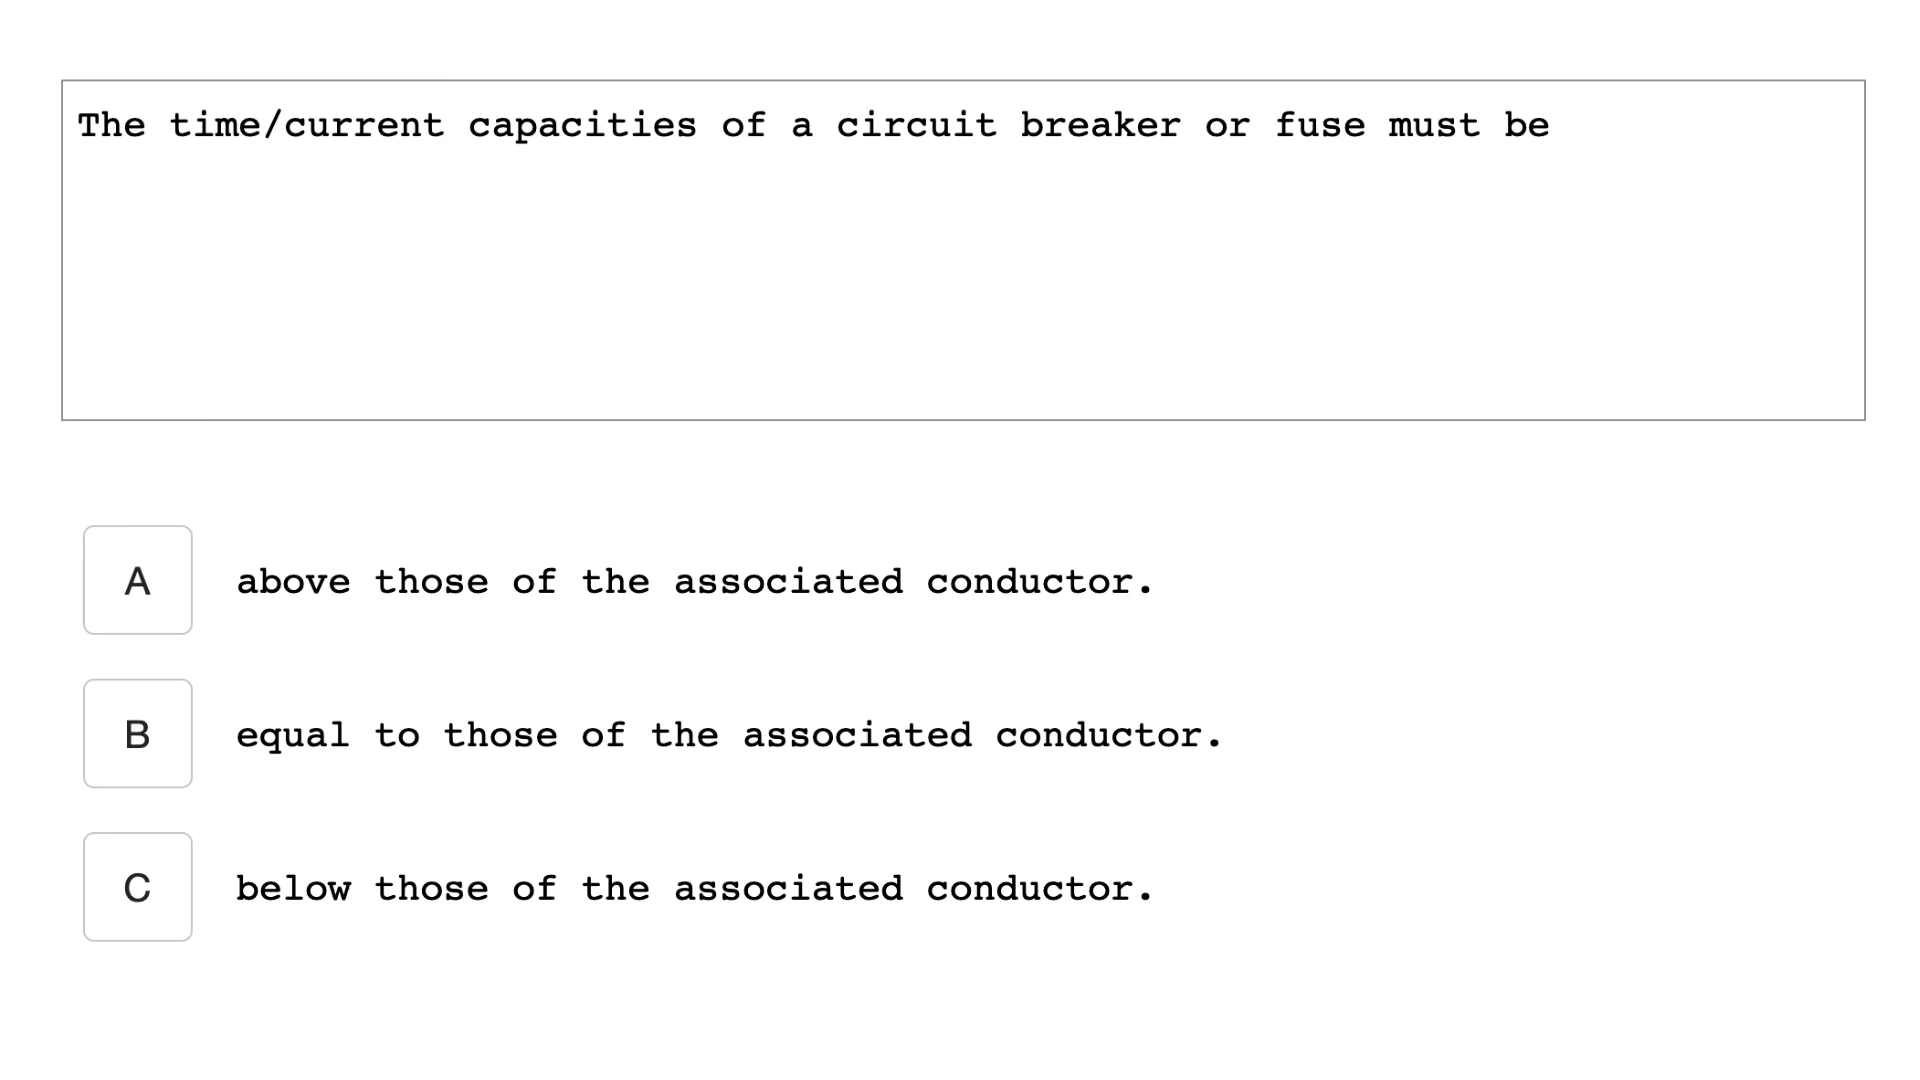 The time/current capacities of a circuit breaker or fuse must be
A above those of the associated conductor.
B equal to those of the associated conductor.
C below those of the associated conductor.